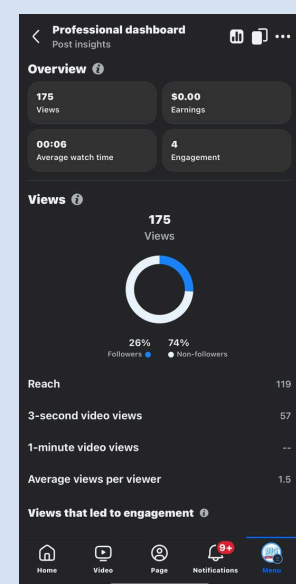 Professional dashboard
Post insights
Overview
175
Views
$0.00
Earnings
00:06
Average watch time
4
Engagement
Views
175
Views
26% 74%
Followers Non-followers
Reach 119
3-second video views 57
1-minute video views --
Average views per viewer 1.5
Views that led to engagement
9+
Home Video Page Notifications Menu